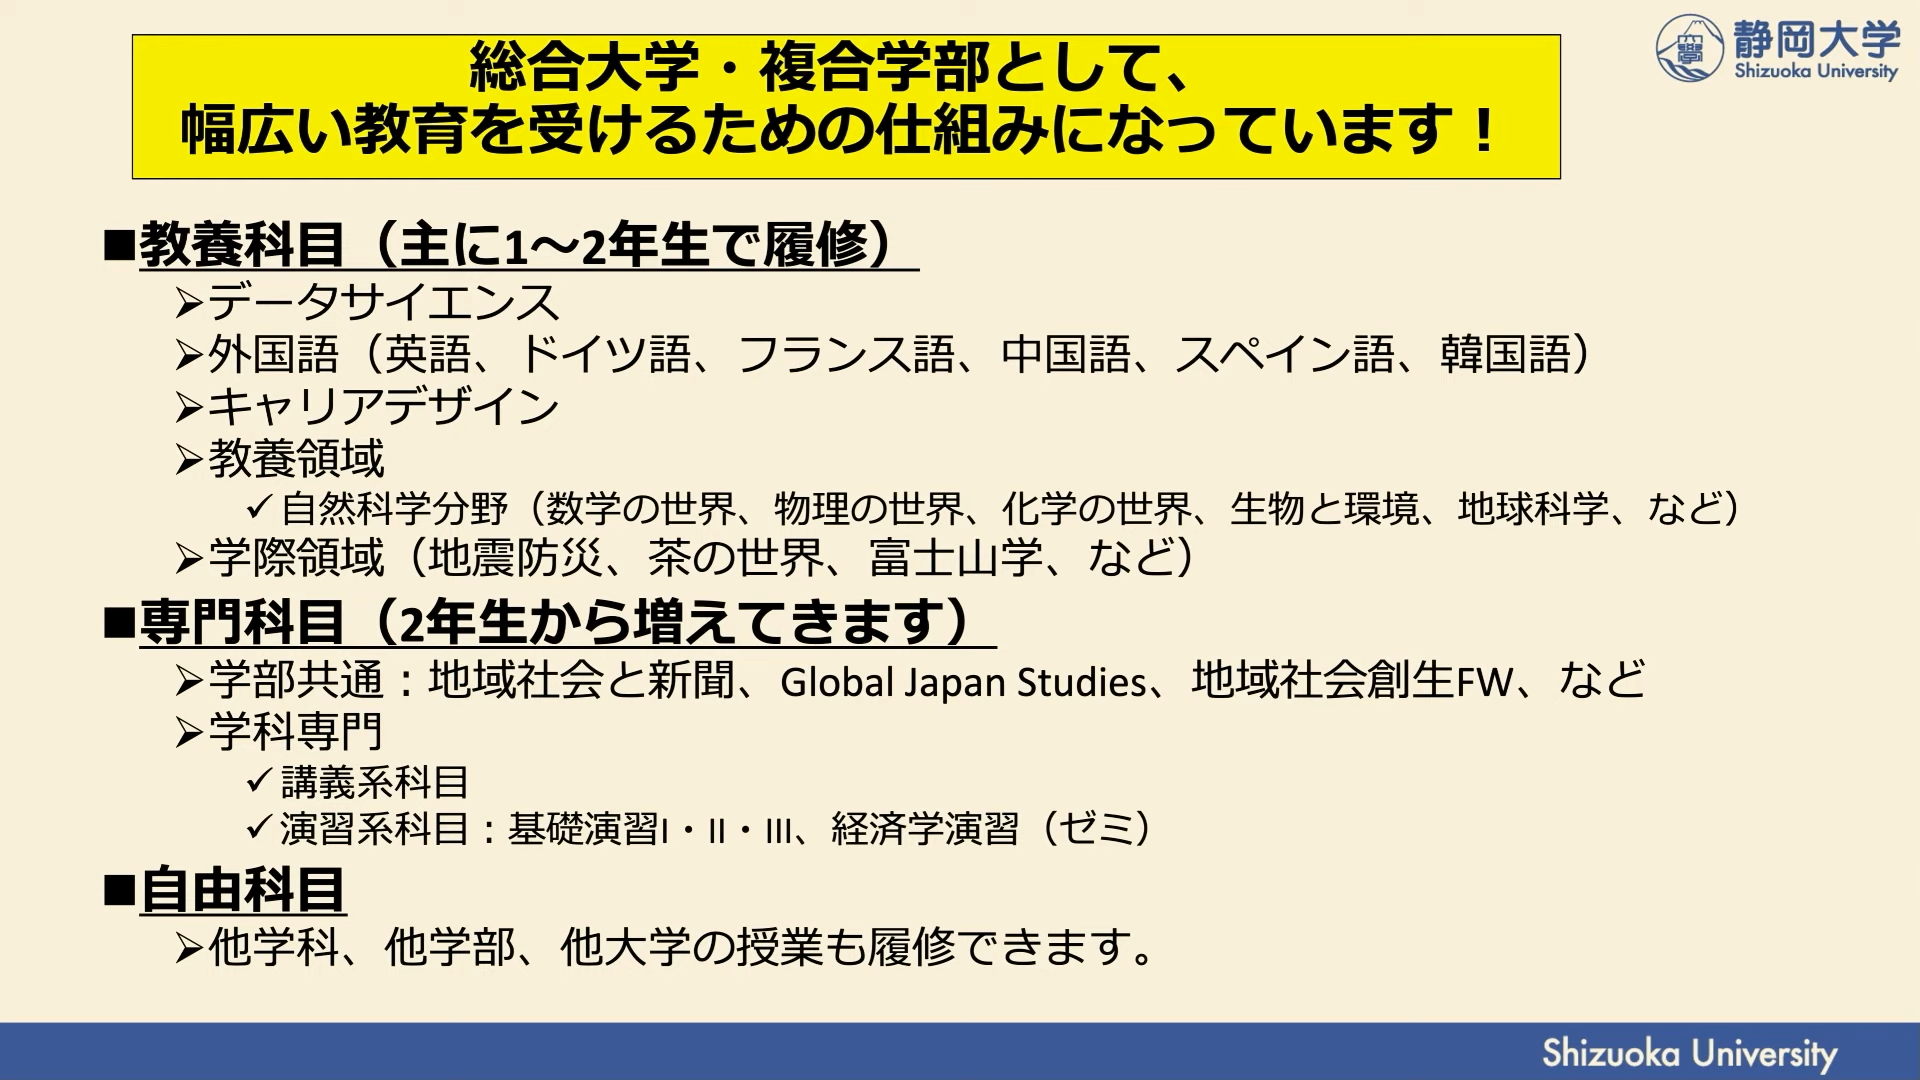 静岡大学
Shizuoka University
総合大学・複合学部として、
幅広い教育を受けるための仕組みになっています！
■教養科目（主に1～2年生で履修）
➢データサイエンス
➢外国語（英語、ドイツ語、フランス語、中国語、スペイン語、韓国語）
➢キャリアデザイン
➢教養領域
✓自然科学分野（数学の世界、物理の世界、化学の世界、生物と環境、地球科学、など）
➢学際領域（地震防災、茶の世界、富士山学、など）
■専門科目（2年生から増えてきます）
➢学部共通：地域社会と新聞、Global Japan Studies、地域社会創生FW、など
➢学科専門
✓講義系科目
✓演習系科目：基礎演習I・II・III、経済学演習（ゼミ）
■自由科目
➢他学科、他学部、他大学の授業も履修できます。
Shizuoka University